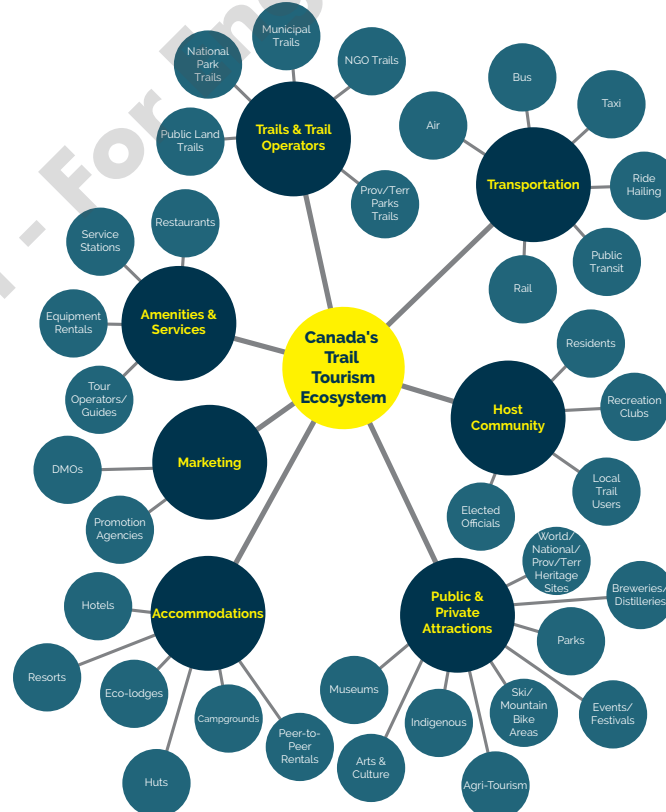 - For Eng
Municipal
Trails
National
Park
Trails
NGO Trails
Public Land
Trails
Trails & Trail
Operators
Prov/Terr
Parks
Trails
Bus
Taxi
Air
Transportation
Ride
Hailing
Public
Transit
Rail
Restaurants
Service
Stations
Equipment
Rentals
Amenities &
Services
Tour
Operators/
Guides
Canada's
Trail
Tourism
Ecosystem
Residents
Recreation
Clubs
Host
Community
Local
Trail
Users
Elected
Officials
Marketing
DMOs
Promotion
Agencies
Accommodations
Hotels
Resorts
Eco-lodges
Campgrounds
Peer-to-
Peer
Rentals
Huts
Public &
Private
Attractions
World/
National/
Prov/Terr
Heritage
Sites
Breweries/
Distilleries
Parks
Events/
Festivals
Ski/
Mountain
Bike
Areas
Museums
Indigenous
Arts &
Culture
Agri-Tourism